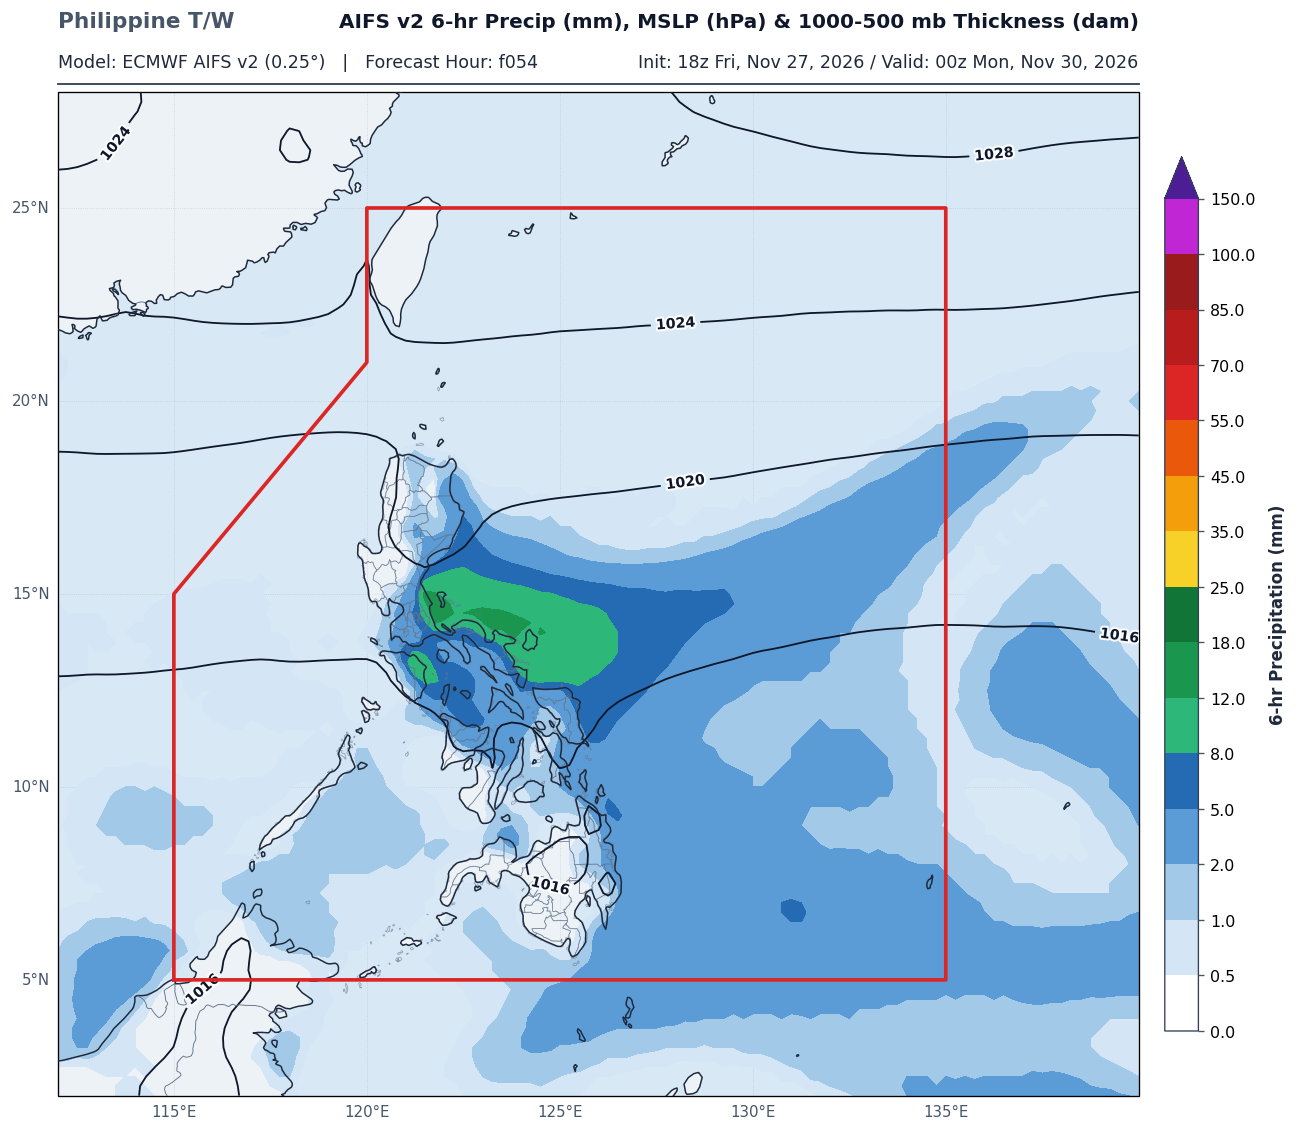 Philippine T/W
AIFS v2 6-hr Precip (mm), MSLP (hPa) & 1000-500 mb Thickness (dam)
Model: ECMWF AIFS v2 (0.25°) | Forecast Hour: f054
Init: 18z Fri, Nov 27, 2026 / Valid: 00z Mon, Nov 30, 2026
1024
1028
1024
1020
1016
1016
1016
25°N
20°N
15°N
10°N
5°N
115°E
120°E
125°E
130°E
135°E
150.0
100.0
85.0
70.0
55.0
45.0
35.0
25.0
18.0
12.0
8.0
5.0
2.0
1.0
0.5
0.0
6-hr Precipitation (mm)